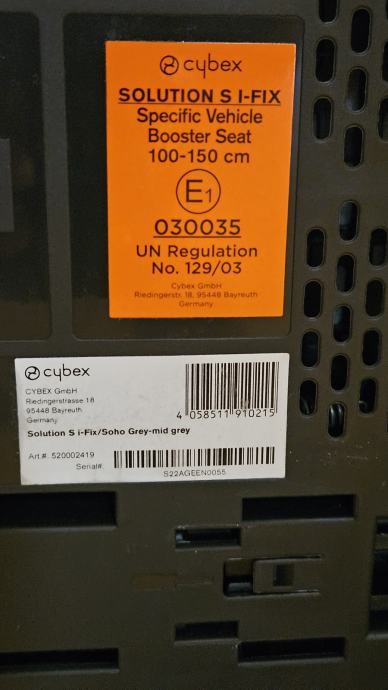 cybex
SOLUTION S I-FIX
Specific Vehicle
Booster Seat
100-150 cm
E1
030035
UN Regulation
No. 129/03
Cybex GmbH
Riedingerstr. 18, 95448 Bayreuth
Germany
cybex
CYBEX GmbH
Riedingerstrasse 18
95448 Bayreuth
Germany
4 058511 910215
Solution S i-Fix/Soho Grey-mid grey
Art.#. 520002419
Serial#:
S22AGEEN0055